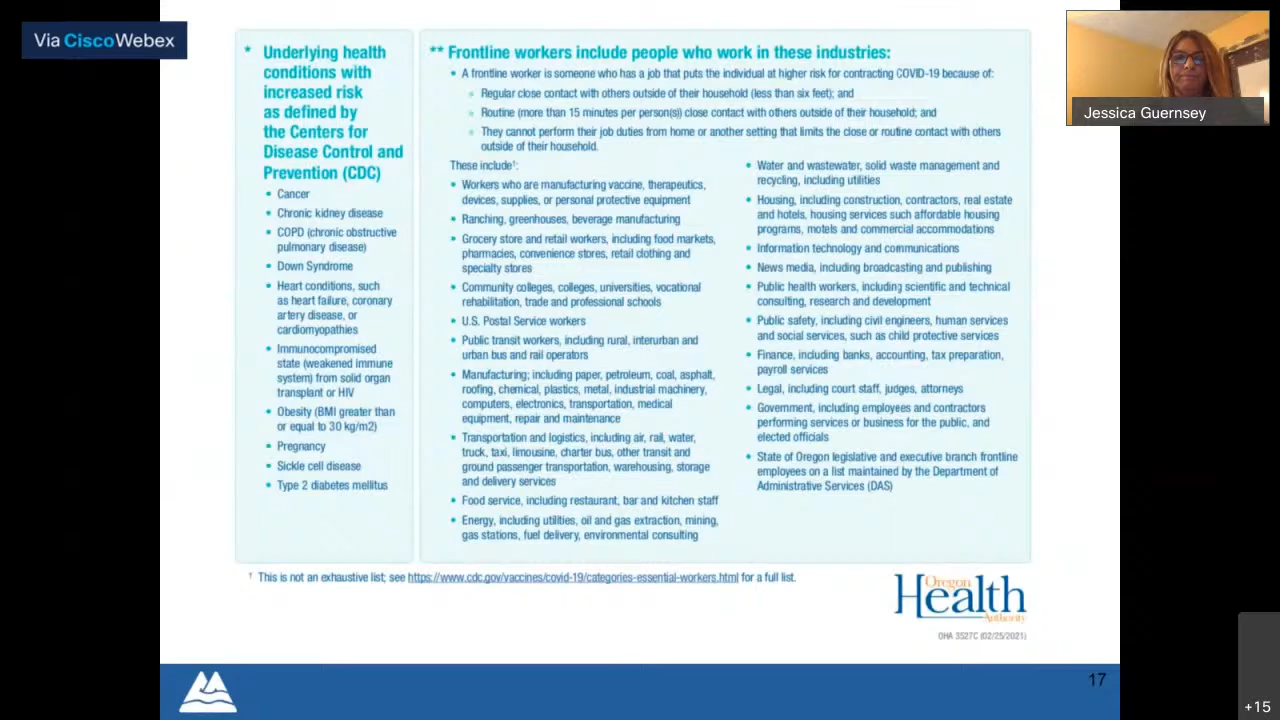 Via Cisco Webex
* Underlying health
conditions with
increased risk
as defined by
the Centers for
Disease Control and
Prevention (CDC)
• Cancer
• Chronic kidney disease
• COPD (chronic obstructive
pulmonary disease)
• Down Syndrome
• Heart conditions, such
as heart failure, coronary
artery disease, or
cardiomyopathies
• Immunocompromised
state (weakened immune
system) from solid organ
transplant or HIV
• Obesity (BMI greater than
or equal to 30 kg/m2)
• Pregnancy
• Sickle cell disease
• Type 2 diabetes mellitus
** Frontline workers include people who work in these industries:
• A frontline worker is someone who has a job that puts the individual at higher risk for contracting COVID-19 because of:
Regular close contact with others outside of their household (less than six feet); and
Routine (more than 15 minutes per person(s)) close contact with others outside of their household; and
They cannot perform their job duties from home or another setting that limits the close or routine contact with others
outside of their household.
These include†:
• Workers who are manufacturing vaccine, therapeutics,
devices, supplies, or personal protective equipment
• Ranching, greenhouses, beverage manufacturing
• Grocery store and retail workers, including food markets,
pharmacies, convenience stores, retail clothing and
specialty stores
• Community colleges, colleges, universities, vocational
rehabilitation, trade and professional schools
• U.S. Postal Service workers
• Public transit workers, including rural, interurban and
urban bus and rail operators
• Manufacturing; including paper, petroleum, coal, asphalt,
roofing, chemical, plastics, metal, industrial machinery,
computers, electronics, transportation, medical
equipment, repair and maintenance
• Transportation and logistics, including air, rail, water,
truck, taxi, limousine, charter bus, other transit and
ground passenger transportation, warehousing, storage
and delivery services
• Food service, including restaurant, bar and kitchen staff
• Energy, including utilities, oil and gas extraction, mining,
gas stations, fuel delivery, environmental consulting
• Water and wastewater, solid waste management and
recycling, including utilities
• Housing, including construction, contractors, real estate
and hotels, housing services such affordable housing
programs, motels and commercial accommodations
• Information technology and communications
• News media, including broadcasting and publishing
• Public health workers, including scientific and technical
consulting, research and development
• Public safety, including civil engineers, human services
and social services, such as child protective services
• Finance, including banks, accounting, tax preparation,
payroll services
• Legal, including court staff, judges, attorneys
• Government, including employees and contractors
performing services or business for the public, and
elected officials
• State of Oregon legislative and executive branch frontline
employees on a list maintained by the Department of
Administrative Services (DAS)
† This is not an exhaustive list; see https://www.cdc.gov/vaccines/covid-19/categories-essential-workers.html for a full list.
Oregon
Health
Authority
OHA 3527C (02/25/2021)
17
Jessica Guernsey
+15